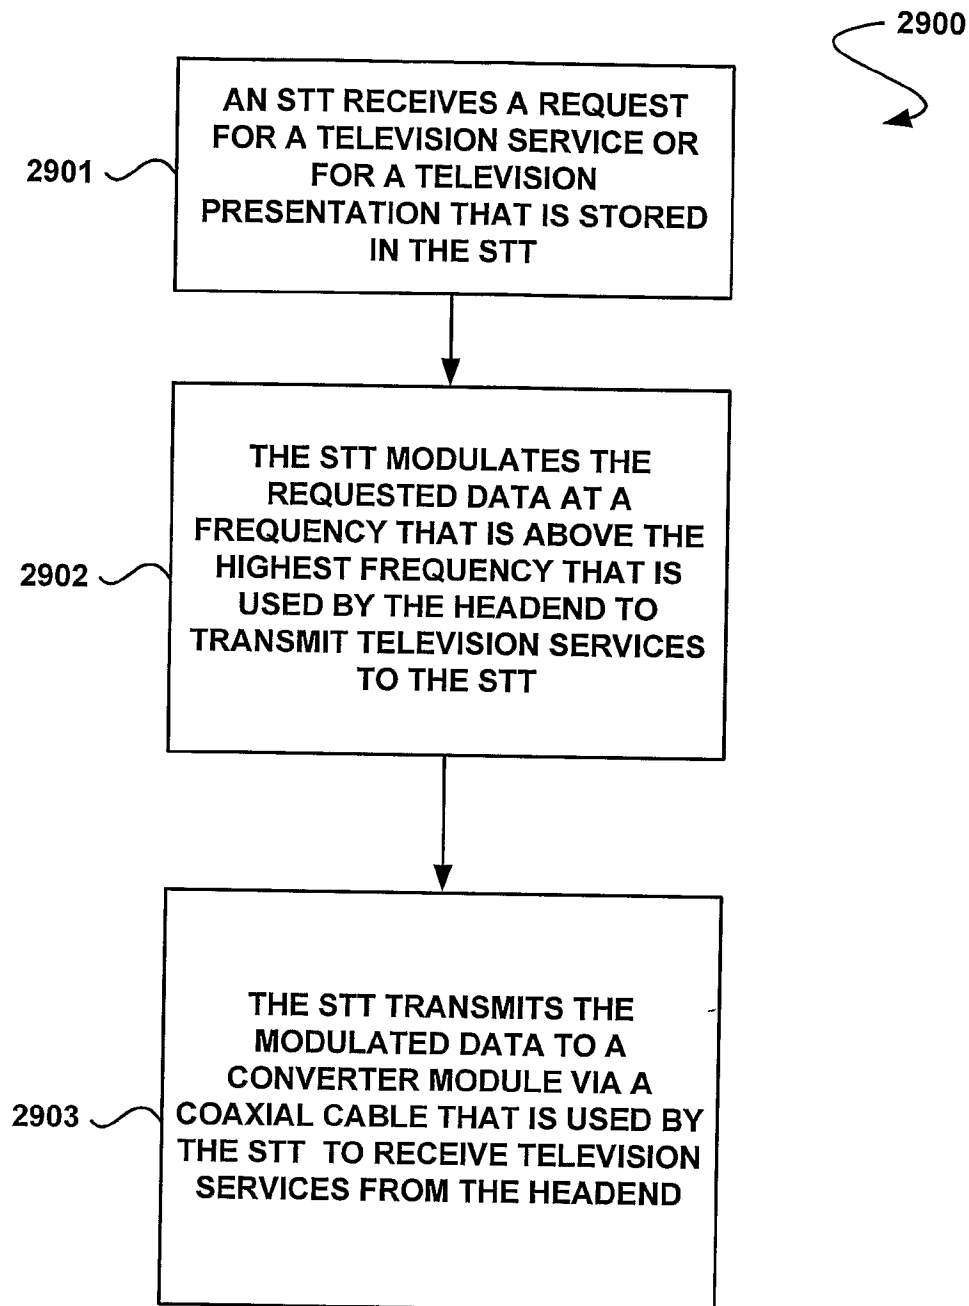 2900
AN STT RECEIVES A REQUEST
FOR A TELEVISION SERVICE OR
FOR A TELEVISION
PRESENTATION THAT IS STORED
IN THE STT
2901
THE STT MODULATES THE
REQUESTED DATA AT A
FREQUENCY THAT IS ABOVE THE
HIGHEST FREQUENCY THAT IS
USED BY THE HEADEND TO
TRANSMIT TELEVISION SERVICES
TO THE STT
2902
THE STT TRANSMITS THE
MODULATED DATA TO A
CONVERTER MODULE VIA A
COAXIAL CABLE THAT IS USED BY
THE STT TO RECEIVE TELEVISION
SERVICES FROM THE HEADEND
2903